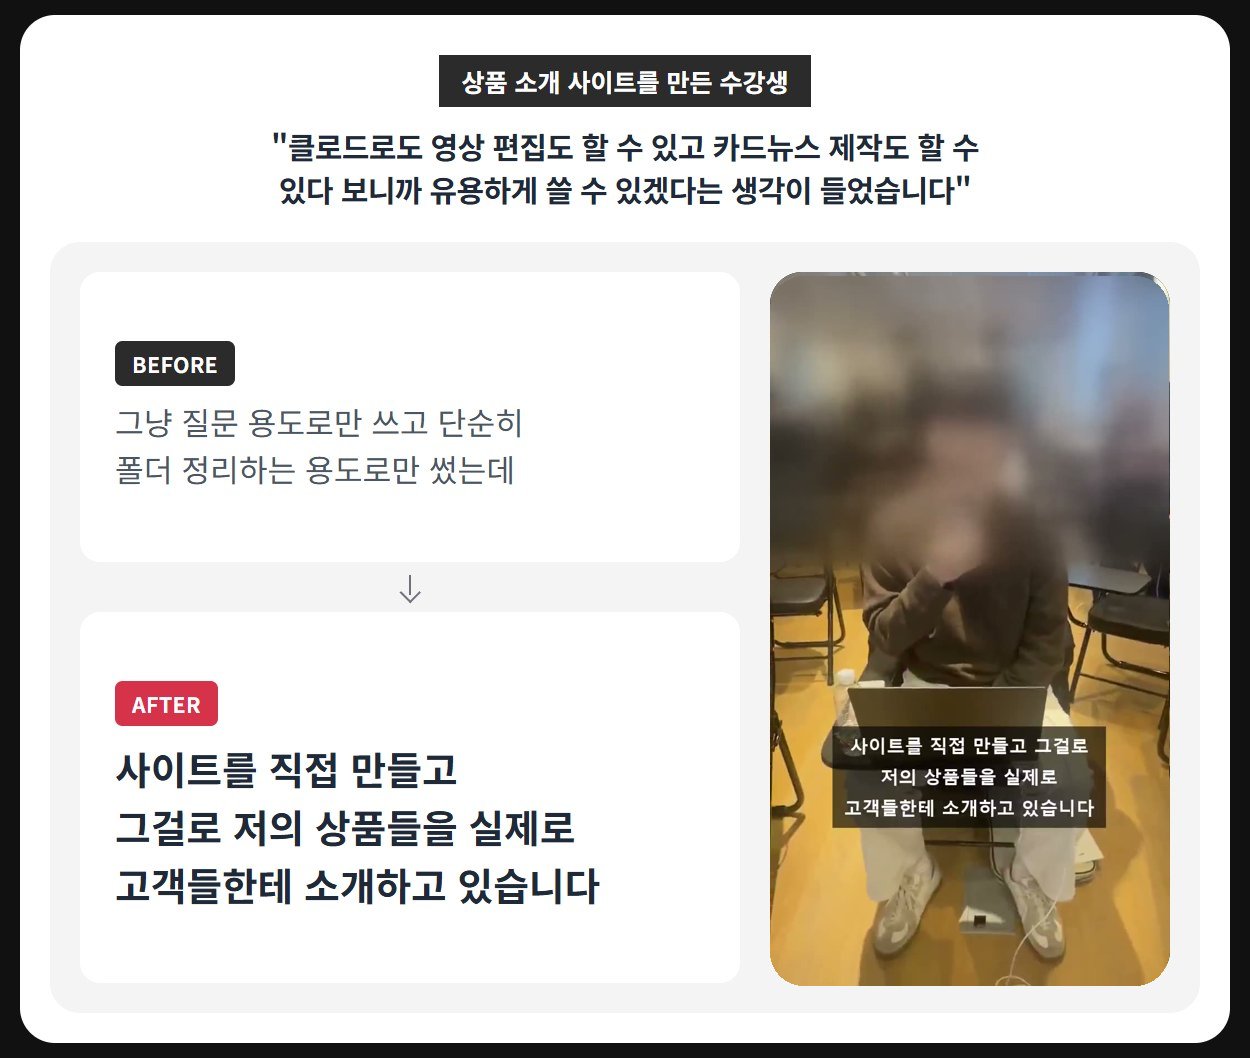 상품 소개 사이트를 만든 수강생
"클로드로도 영상 편집도 할 수 있고 카드뉴스 제작도 할 수
있다 보니까 유용하게 쓸 수 있겠다는 생각이 들었습니다"
BEFORE
그냥 질문 용도로만 쓰고 단순히
폴더 정리하는 용도로만 썼는데
AFTER
사이트를 직접 만들고
그걸로 저의 상품들을 실제로
고객들한테 소개하고 있습니다
사이트를 직접 만들고 그걸로
저의 상품들을 실제로
고객들한테 소개하고 있습니다